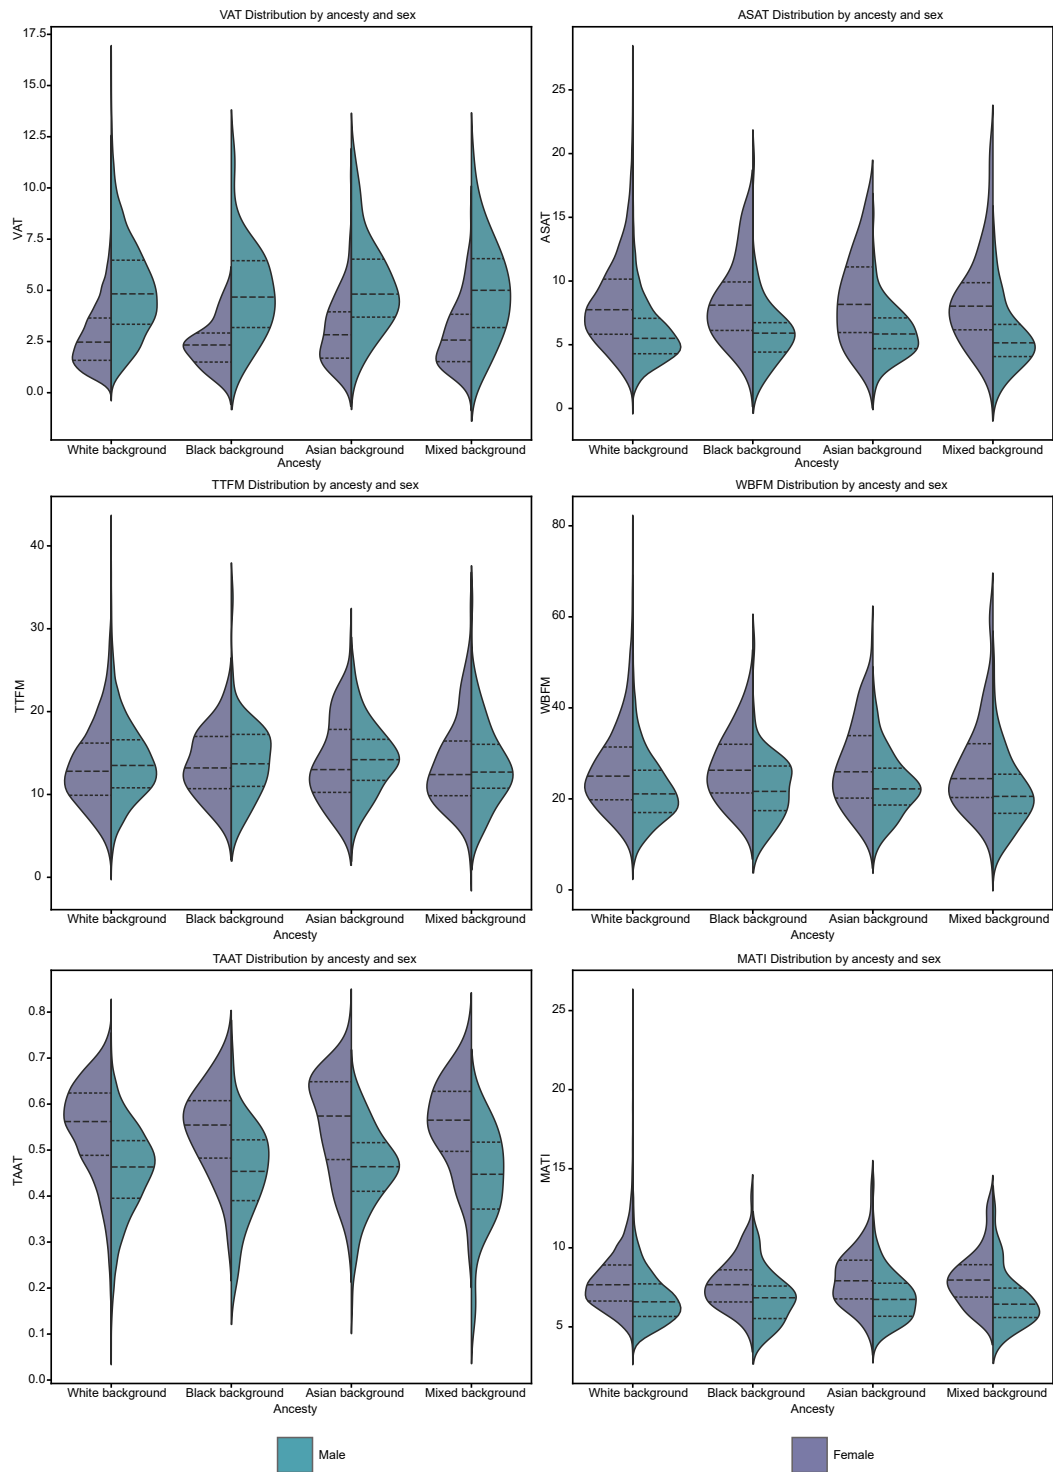 VAT Distribution by ancesty and sex
17.5
15.0
12.5
10.0
7.5
5.0
2.5
0.0
VAT
White background Black background Asian background Mixed background
Ancesty
ASAT Distribution by ancesty and sex
25
20
15
10
5
0
ASAT
White background Black background Asian background Mixed background
Ancesty
TTFM Distribution by ancesty and sex
40
30
20
10
0
TTFM
White background Black background Asian background Mixed background
Ancesty
WBFM Distribution by ancesty and sex
80
60
40
20
0
WBFM
White background Black background Asian background Mixed background
Ancesty
TAAT Distribution by ancesty and sex
0.8
0.7
0.6
0.5
0.4
0.3
0.2
0.1
0.0
TAAT
White background Black background Asian background Mixed background
Ancesty
MATI Distribution by ancesty and sex
25
20
15
10
5
MATI
White background Black background Asian background Mixed background
Ancesty
Male
Female